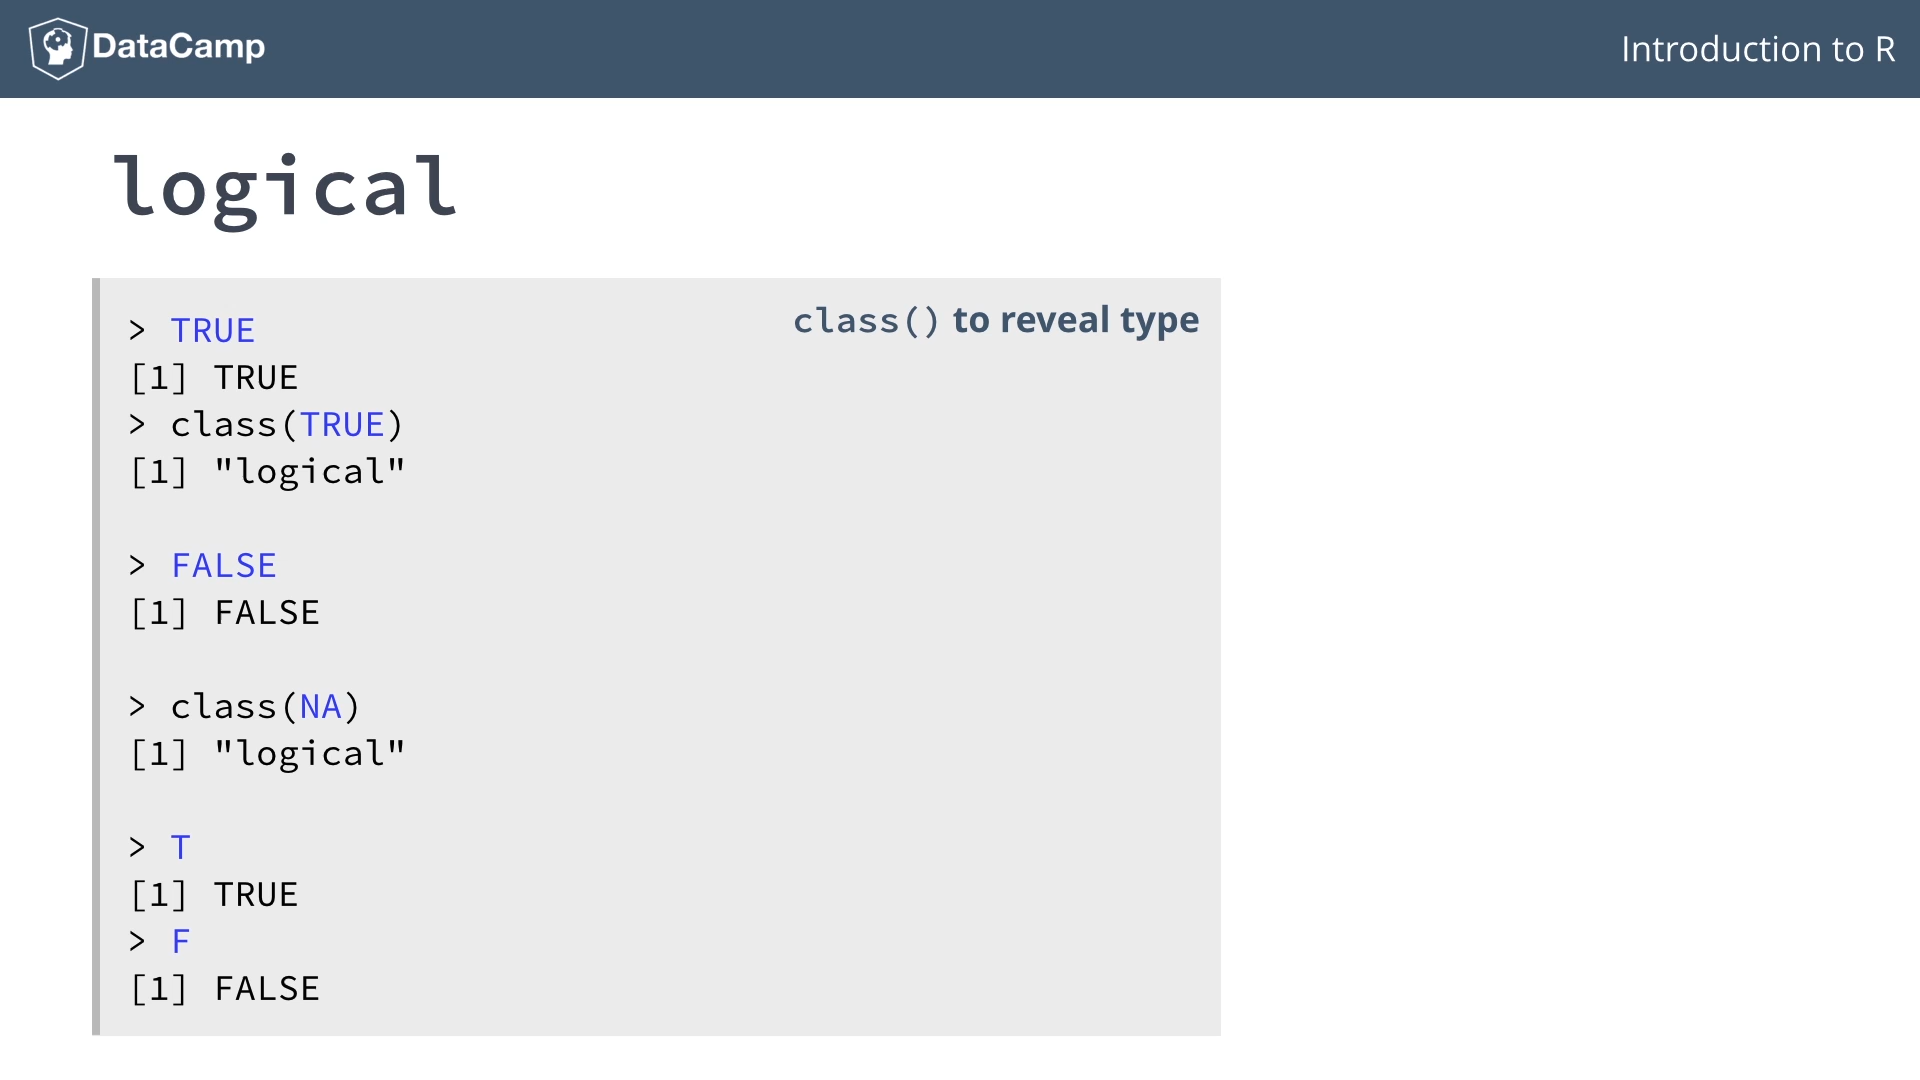 DataCamp
Introduction to R
logical
class() to reveal type
> TRUE
[1] TRUE
> class(TRUE)
[1] "logical"
> FALSE
[1] FALSE
> class(NA)
[1] "logical"
> T
[1] TRUE
> F
[1] FALSE